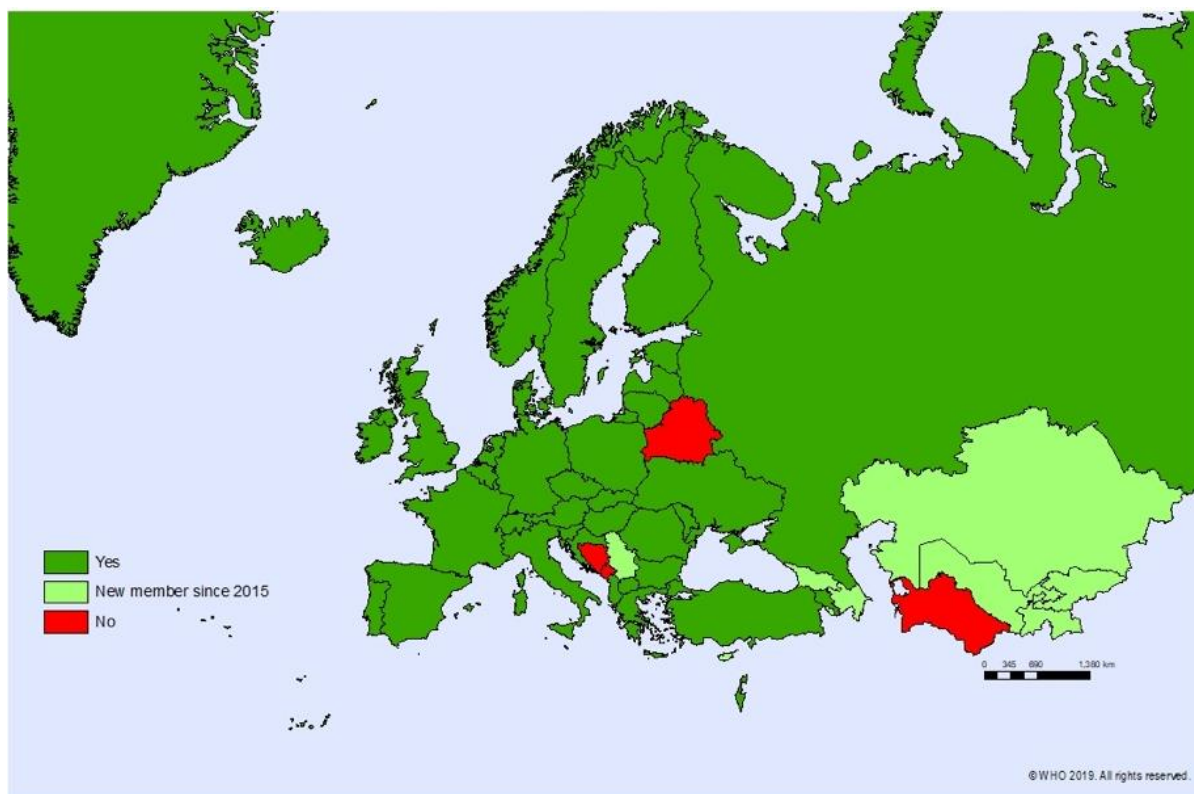 Yes
New member since 2015
No
0 345 690 1,380 km
© WHO 2019. All rights reserved.